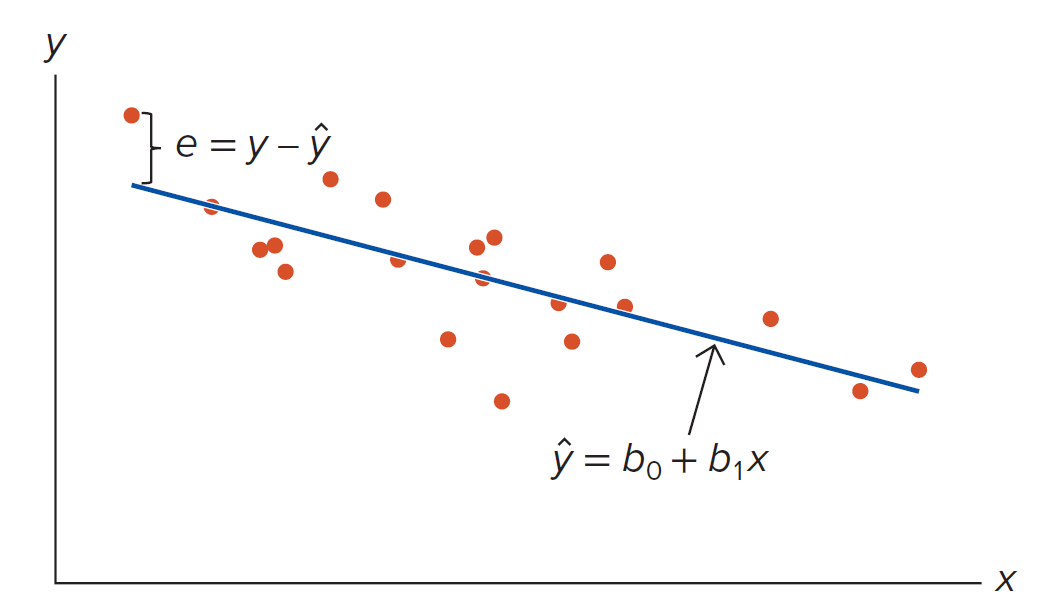 y
e = y – ŷ
ŷ = b₀ + b₁x
x